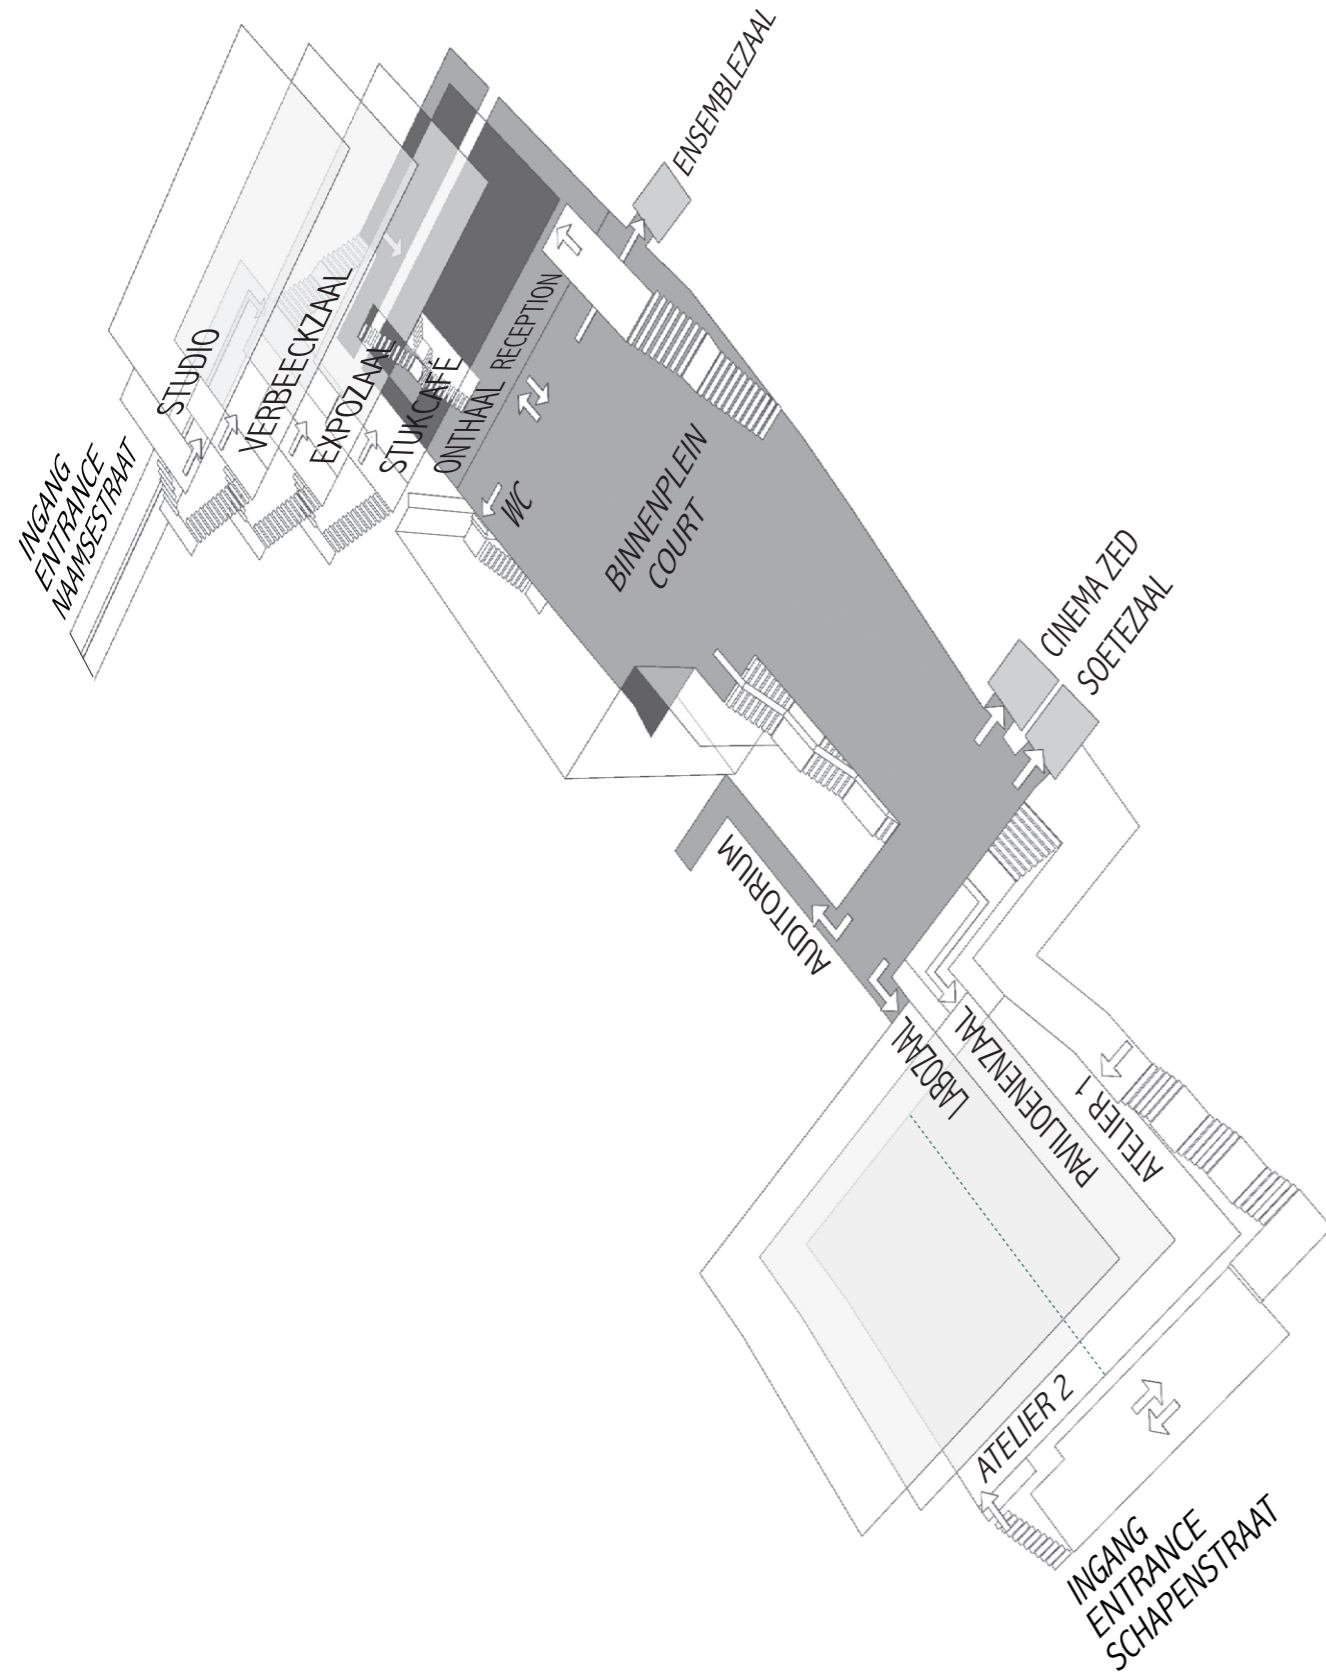 ENSEMBLEZAAL
STUDIO
VERBEECKZAAL
EXPOZAAL
STUKCAFÉ
ONTHAAL RECEPTION
INGANG
ENTRANCE
NAAMSESTRAAT
WC
BINNENPLEIN
COURT
CINEMA ZED
SOETEZAAL
AUDITORIUM
LABOZAAL
PAVILJOENENZAAL
ATELIER 1
ATELIER 2
INGANG
ENTRANCE
SCHAPENSTRAAT